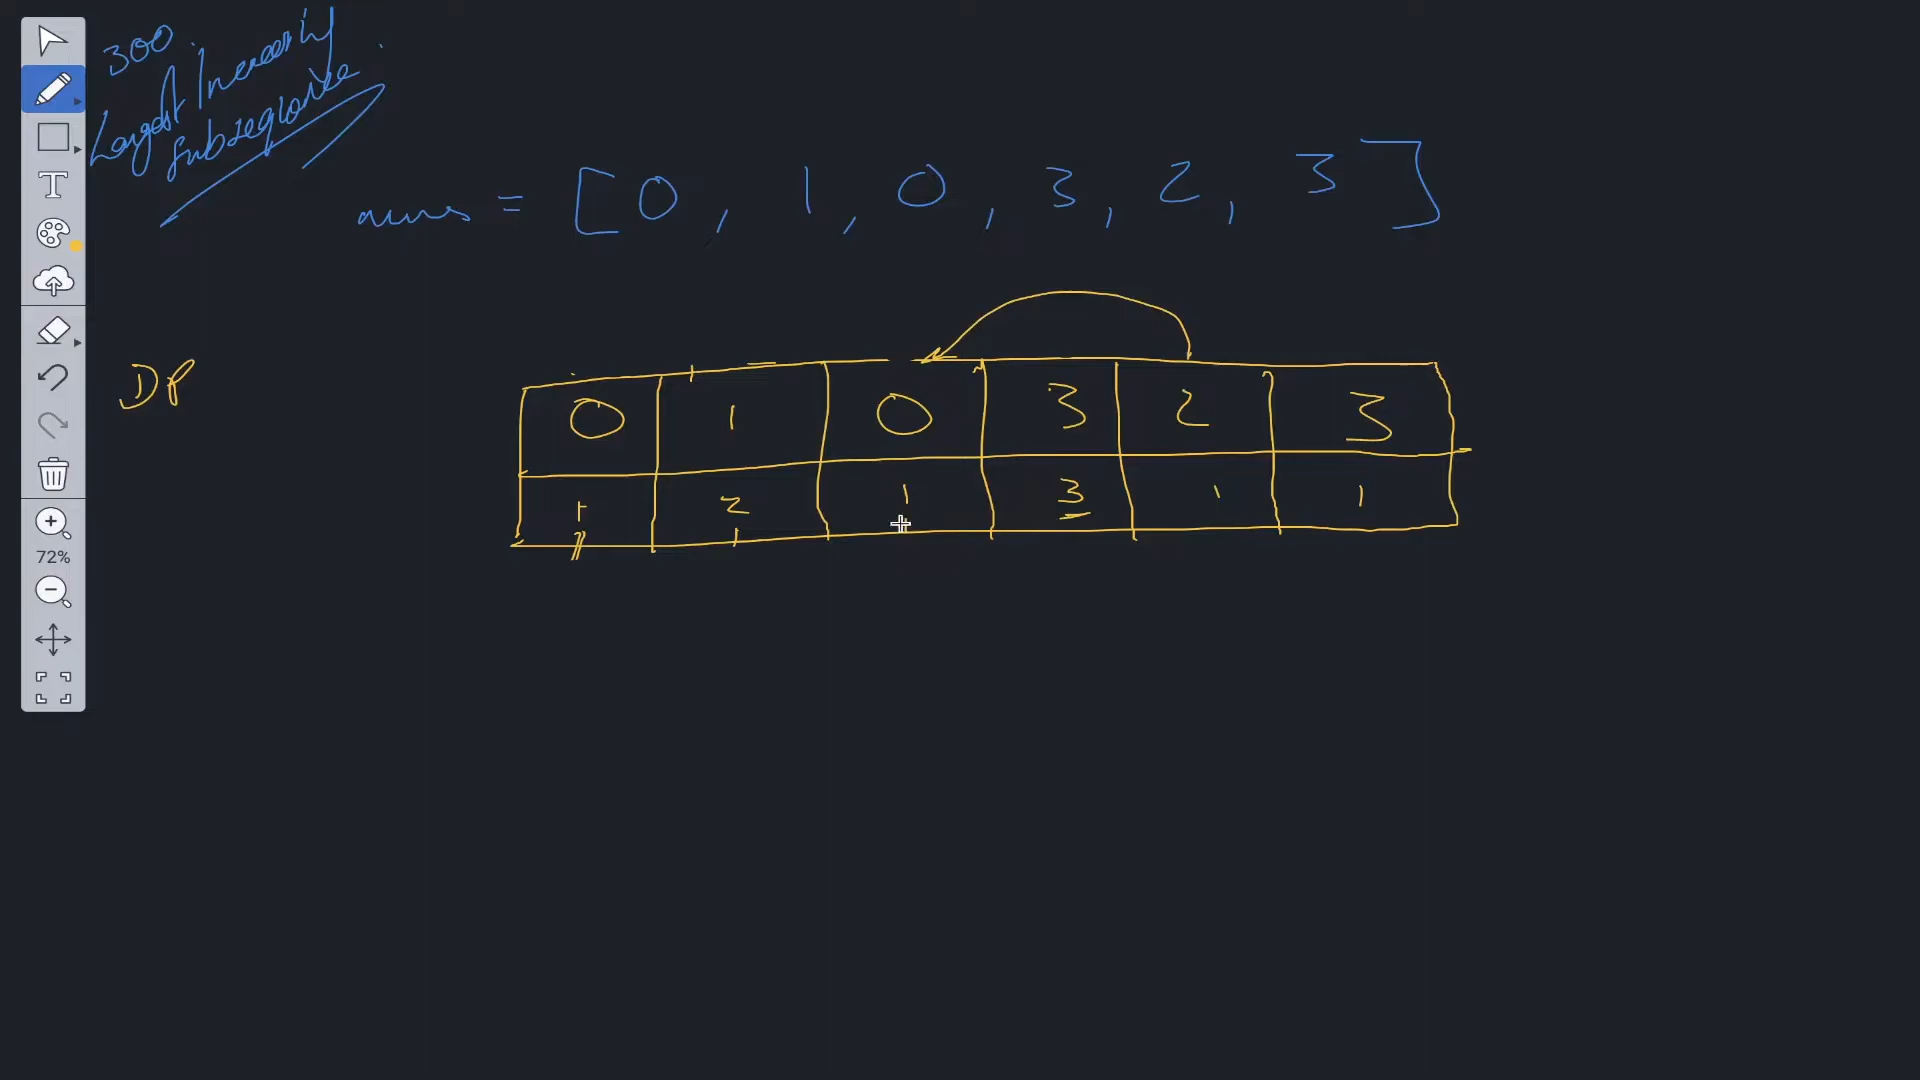 300.
Longest Increasing
Subsequence
nums = [0, 1, 0, 3, 2, 3]
DP
0 1 0 3 2 3
1 2 1 3 1 1
T
72%